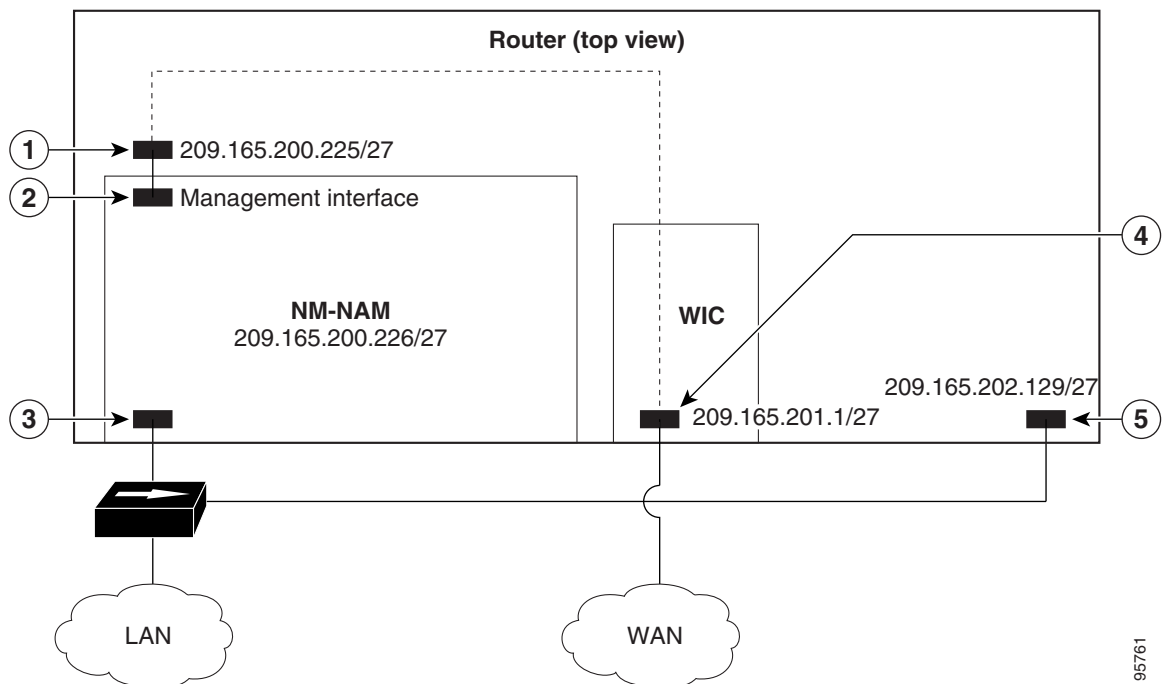 Router (top view)
1
209.165.200.225/27
2
Management interface
4
NM-NAM
209.165.200.226/27
WIC
209.165.202.129/27
3
209.165.201.1/27
5
LAN
WAN
95761